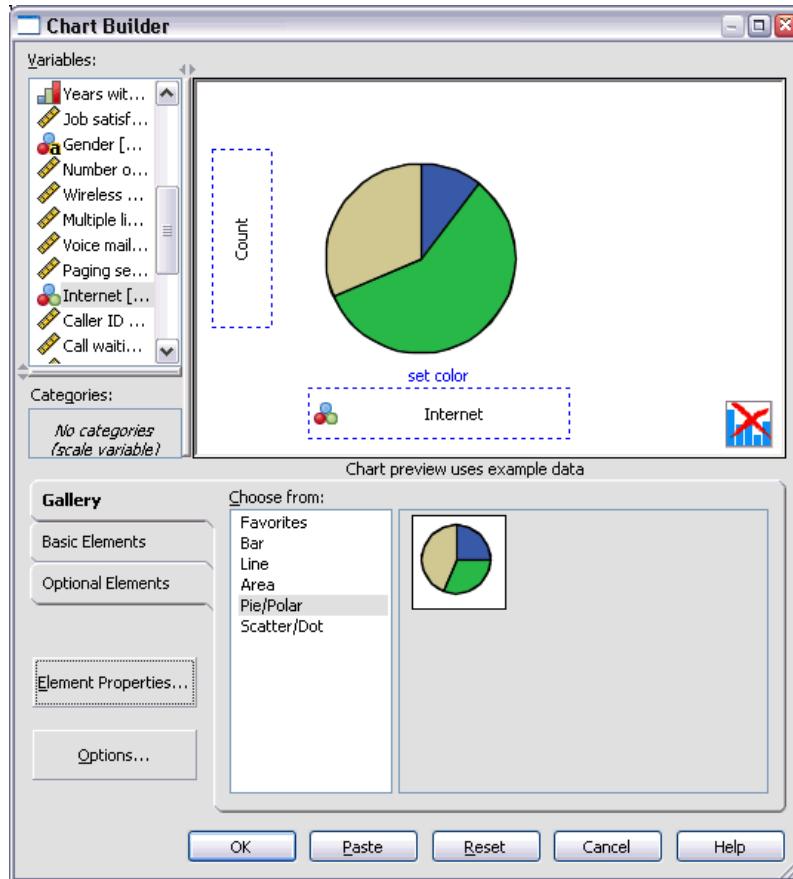 Chart Builder
Variables:
Years wit...
Job satisf...
Gender [...
Number o...
Wireless ...
Multiple li...
Voice mail...
Paging se...
Internet [...
Caller ID ...
Call waiti...
Categories:
No categories
(scale variable)
Count
set color
Internet
Chart preview uses example data
Gallery
Basic Elements
Optional Elements
Element Properties...
Options...
Choose from:
Favorites
Bar
Line
Area
Pie/Polar
Scatter/Dot
OK
Paste
Reset
Cancel
Help